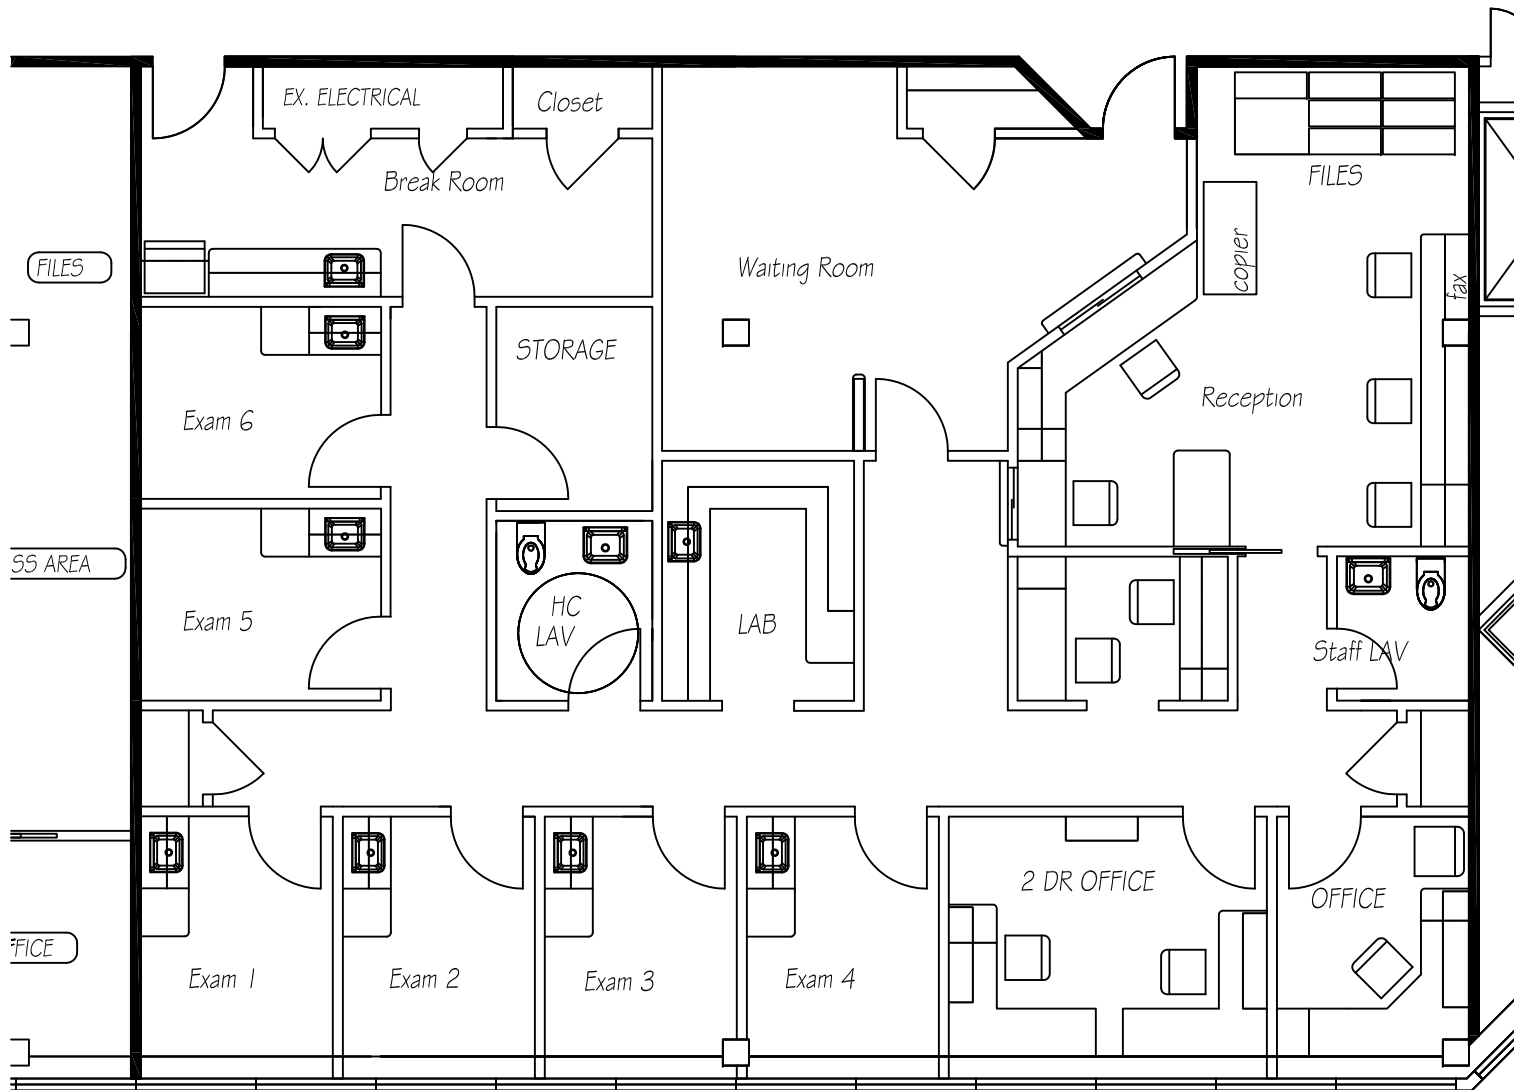 EX. ELECTRICAL
Closet
Break Room
FILES
FILES
copier
Waiting Room
fax
STORAGE
Reception
Exam 6
SS AREA
HC
LAV
Exam 5
LAB
Staff LAV
2 DR OFFICE
OFFICE
FFICE
Exam 1
Exam 2
Exam 3
Exam 4